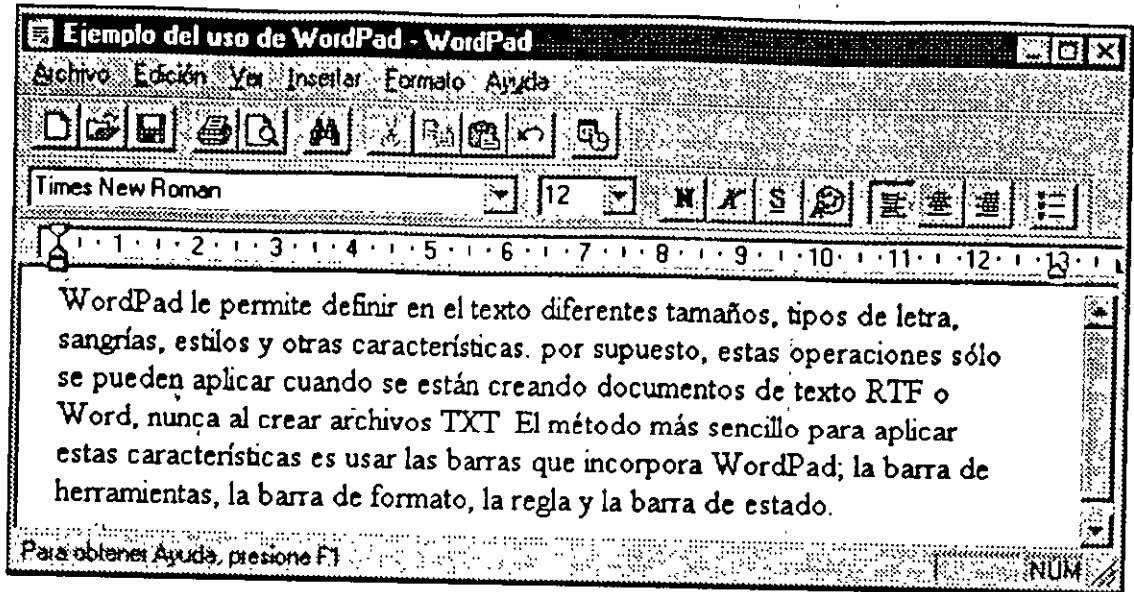 Ejemplo del uso de WordPad - WordPad
Archivo Edición Ver Insertar Formato Ayuda
Times New Roman 12 N K S
1 2 3 4 5 6 7 8 9 10 11 12 13
WordPad le permite definir en el texto diferentes tamaños, tipos de letra,
sangrías, estilos y otras características. por supuesto, estas operaciones sólo
se pueden aplicar cuando se están creando documentos de texto RTF o
Word, nunca al crear archivos TXT El método más sencillo para aplicar
estas características es usar las barras que incorpora WordPad; la barra de
herramientas, la barra de formato, la regla y la barra de estado.
Para obtener Ayuda, presione F1 NUM